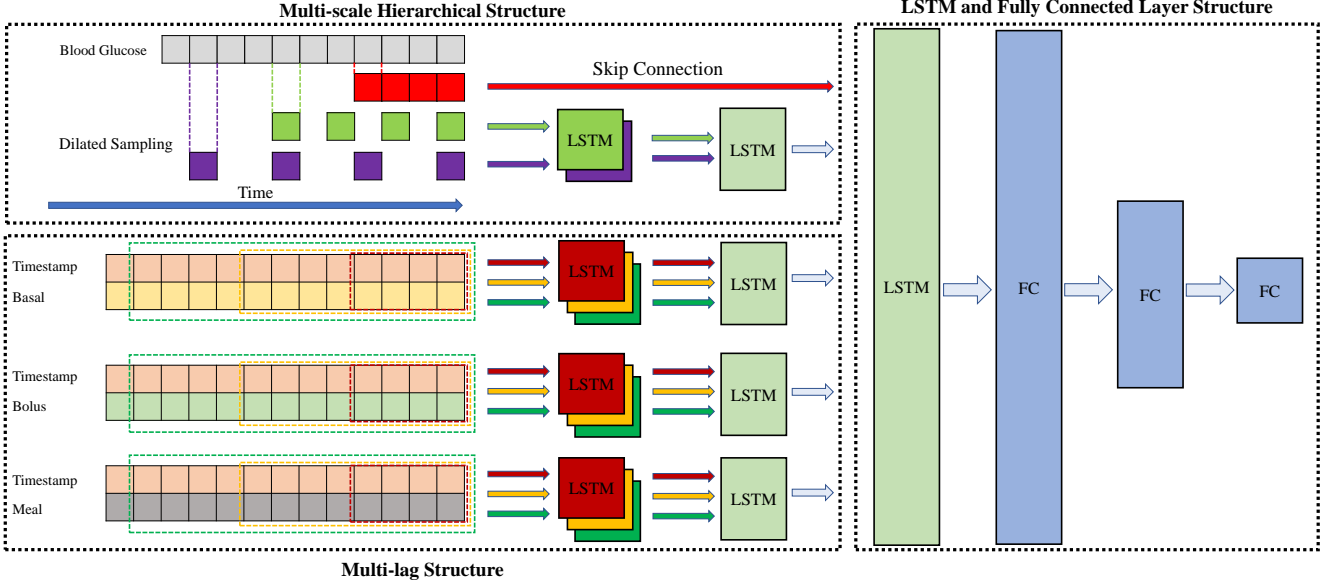 Multi-scale Hierarchical Structure
Blood Glucose
Skip Connection
Dilated Sampling
LSTM
LSTM
Time
Timestamp
Basal
LSTM
LSTM
Timestamp
Bolus
LSTM
LSTM
Timestamp
Meal
LSTM
LSTM
Multi-lag Structure
LSTM and Fully Connected Layer Structure
LSTM
FC
FC
FC